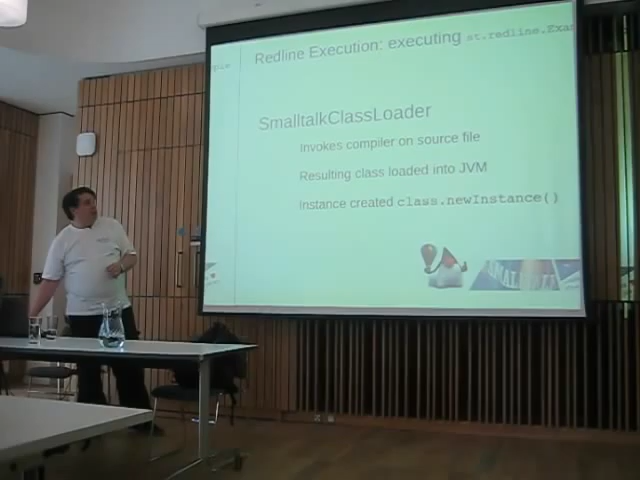 Redline Execution: executing st.redline.Exa
SmalltalkClassLoader
Invokes compiler on source file
Resulting class loaded into JVM
Instance created class.newInstance()
SMALLTALK